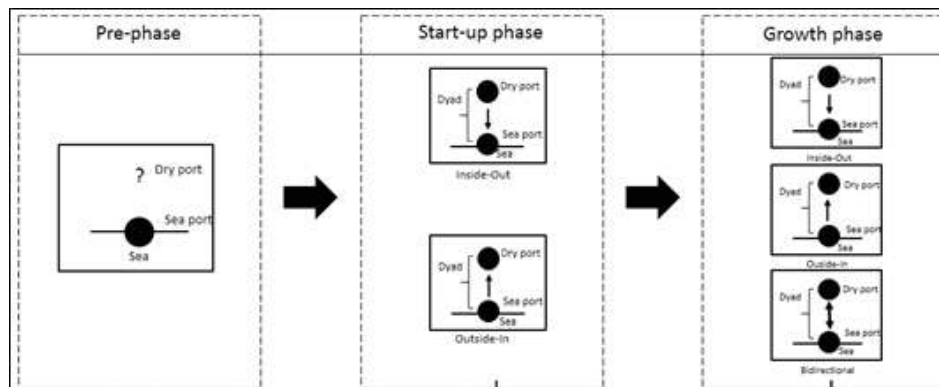 Pre-phase
Start-up phase
Growth phase
? Dry port
Sea port
Sea
Dyad
Dry port
Sea port
Sea
Inside-Out
Dyad
Dry port
Sea port
Sea
Outside-In
Dyad
Dry port
Sea port
Sea
Inside-Out
Dyad
Dry port
Sea port
Sea
Ouside-In
Dyad
Dry port
Sea port
Sea
Bidirectional